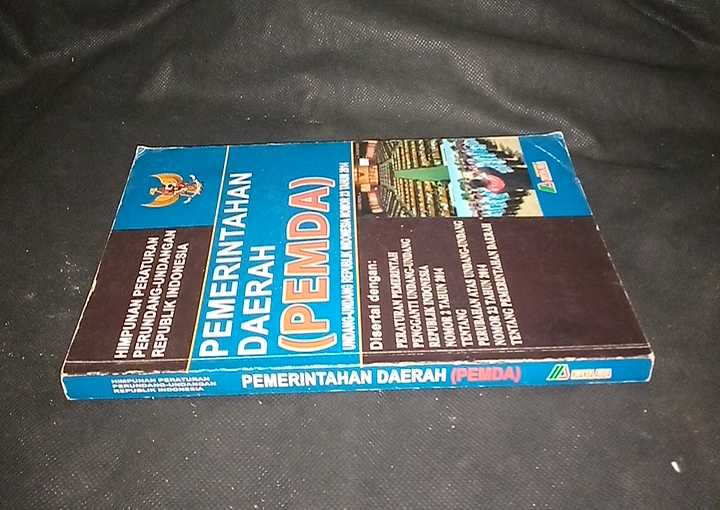 HIMPUNAN PERATURAN
PERUNDANG-UNDANGAN
REPUBLIK INDONESIA
PEMERINTAHAN
DAERAH
(PEMDA)
UNDANG-UNDANG REPUBLIK INDONESIA NOMOR 23 TAHUN 2014
Disertai dengan:
PERATURAN PEMERINTAH
PENGGANTI UNDANG-UNDANG
REPUBLIK INDONESIA
NOMOR 2 TAHUN 2014
TENTANG
PERUBAHAN ATAS UNDANG-UNDANG
NOMOR 23 TAHUN 2014
TENTANG PEMERINTAHAN DAERAH
HIMPUNAN PERATURAN
PERUNDANG-UNDANGAN
REPUBLIK INDONESIA
PEMERINTAHAN DAERAH (PEMDA)